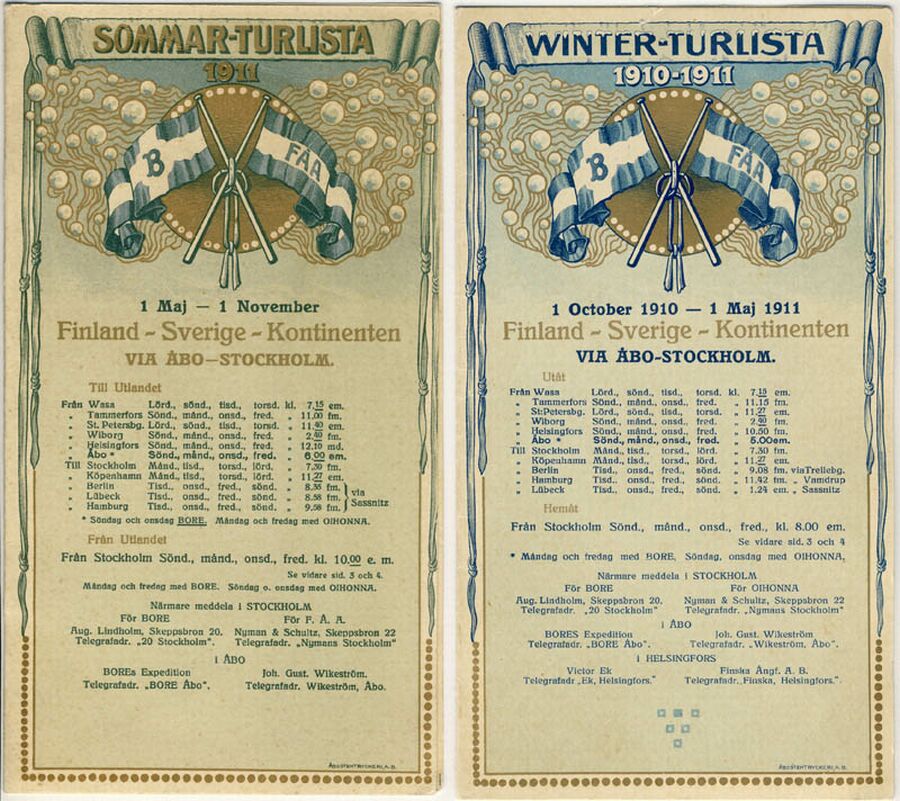 SOMMAR-TURLISTA
1911
B
FÅA
1 Maj — 1 November
Finland - Sverige - Kontinenten
VIA ÅBO—STOCKHOLM.
Till Utlandet
Från Wasa Lörd., sönd., tisd., torsd. kl. 7.15 em.
„ Tammerfors Sönd., månd., onsd., fred. „ 11.00 fm.
„ St. Petersbg. Lörd., sönd., tisd., torsd. „ 11.40 em.
„ Wiborg Sönd., månd., onsd., fred. „ 2.40 fm.
„ Helsingfors Sönd., månd., onsd., fred. „ 12.10 md.
„ Åbo * Sönd., månd., onsd., fred. „ 6 00 em.
Till Stockholm Månd., tisd., torsd., lörd. „ 7.30 fm.
„ Köpenhamn Månd., tisd., torsd., lörd. „ 11.27 em.
„ Berlin Tisd., onsd., fred., sönd. „ 8.35 fm.
„ Lübeck Tisd., onsd., fred., sönd. „ 8.58 fm.
„ Hamburg Tisd., onsd., fred., sönd. „ 9.58 fm.
via Sassnitz
* Söndag och onsdag BORE. Måndag och fredag med OIHONNA.
Från Utlandet
Från Stockholm Sönd., månd., onsd., fred. kl. 10.00 e. m.
Se vidare sid. 3 och 4.
Måndag och fredag med BORE. Söndag o. onsdag med OIHONNA.
Närmare meddela i STOCKHOLM
För BORE För F. Å. A.
Aug. Lindholm, Skeppsbron 20. Nyman & Schultz, Skeppsbron 22
Telegrafadr. „20 Stockholm". Telegrafadr. „Nymans Stockholm"
i ÅBO
BOREs Expedition Joh. Gust. Wikeström.
Telegrafadr. „BORE Åbo". Telegrafadr. Wikeström, Åbo.
ÅBO STENTRYCKERI A.B.
WINTER-TURLISTA
1910-1911
B
FÅA
1 October 1910 — 1 Maj 1911
Finland - Sverige - Kontinenten
VIA ÅBO-STOCKHOLM.
Utåt
Från Wasa Lörd., sönd., tisd., torsd. kl. 7.15 em.
„ Tammerfors Sönd., månd., onsd., fred. „ 11.15 fm.
„ St:Petersbg. Lörd., sönd., tisd., torsd. „ 11.27 em.
„ Wiborg Sönd., månd., onsd., fred. „ 2.40 fm.
„ Helsingfors Sönd., månd., onsd., fred. „ 10.50 fm.
„ Åbo * Sönd., månd., onsd., fred. „ 5.00em.
Till Stockholm Månd., tisd., torsd., lörd. „ 7.30 fm.
„ Köpenhamn Månd., tisd., torsd., lörd. „ 11.27 em.
„ Berlin Tisd., onsd., fred., sönd. „ 9.08 fm. via Trellebg.
„ Hamburg Tisd., onsd., fred., sönd. „ 11.42 fm. „ Vamdrup
„ Lübeck Tisd., onsd., fred., sönd. „ 1.24 em. „ Sassnitz
Hemåt
Från Stockholm Sönd., månd., onsd., fred., kl. 8.00 em.
Se vidare sid. 3 och 4
* Måndag och fredag med BORE, Söndag, onsdag med OIHONNA.
Närmare meddela i STOCKHOLM
För BORE För OIHONNA
Aug. Lindholm, Skeppsbron 20. Nyman & Schultz, Skeppsbron 22
Telegrafadr. „20 Stockholm" Telegrafadr. „Nymans Stockholm"
i ÅBO
BORES Expedition Joh. Gust. Wikeström.
Telegrafadr. „BORE Åbo". Telegrafadr. „Wikeström, Åbo".
i HELSINGFORS
Victor Ek Finska Ångf. A. B.
Telegrafadr „Ek, Helsingfors." Telegrafadr. „Finska, Helsingfors.".
ÅBO STENTRYCKERI A.B.